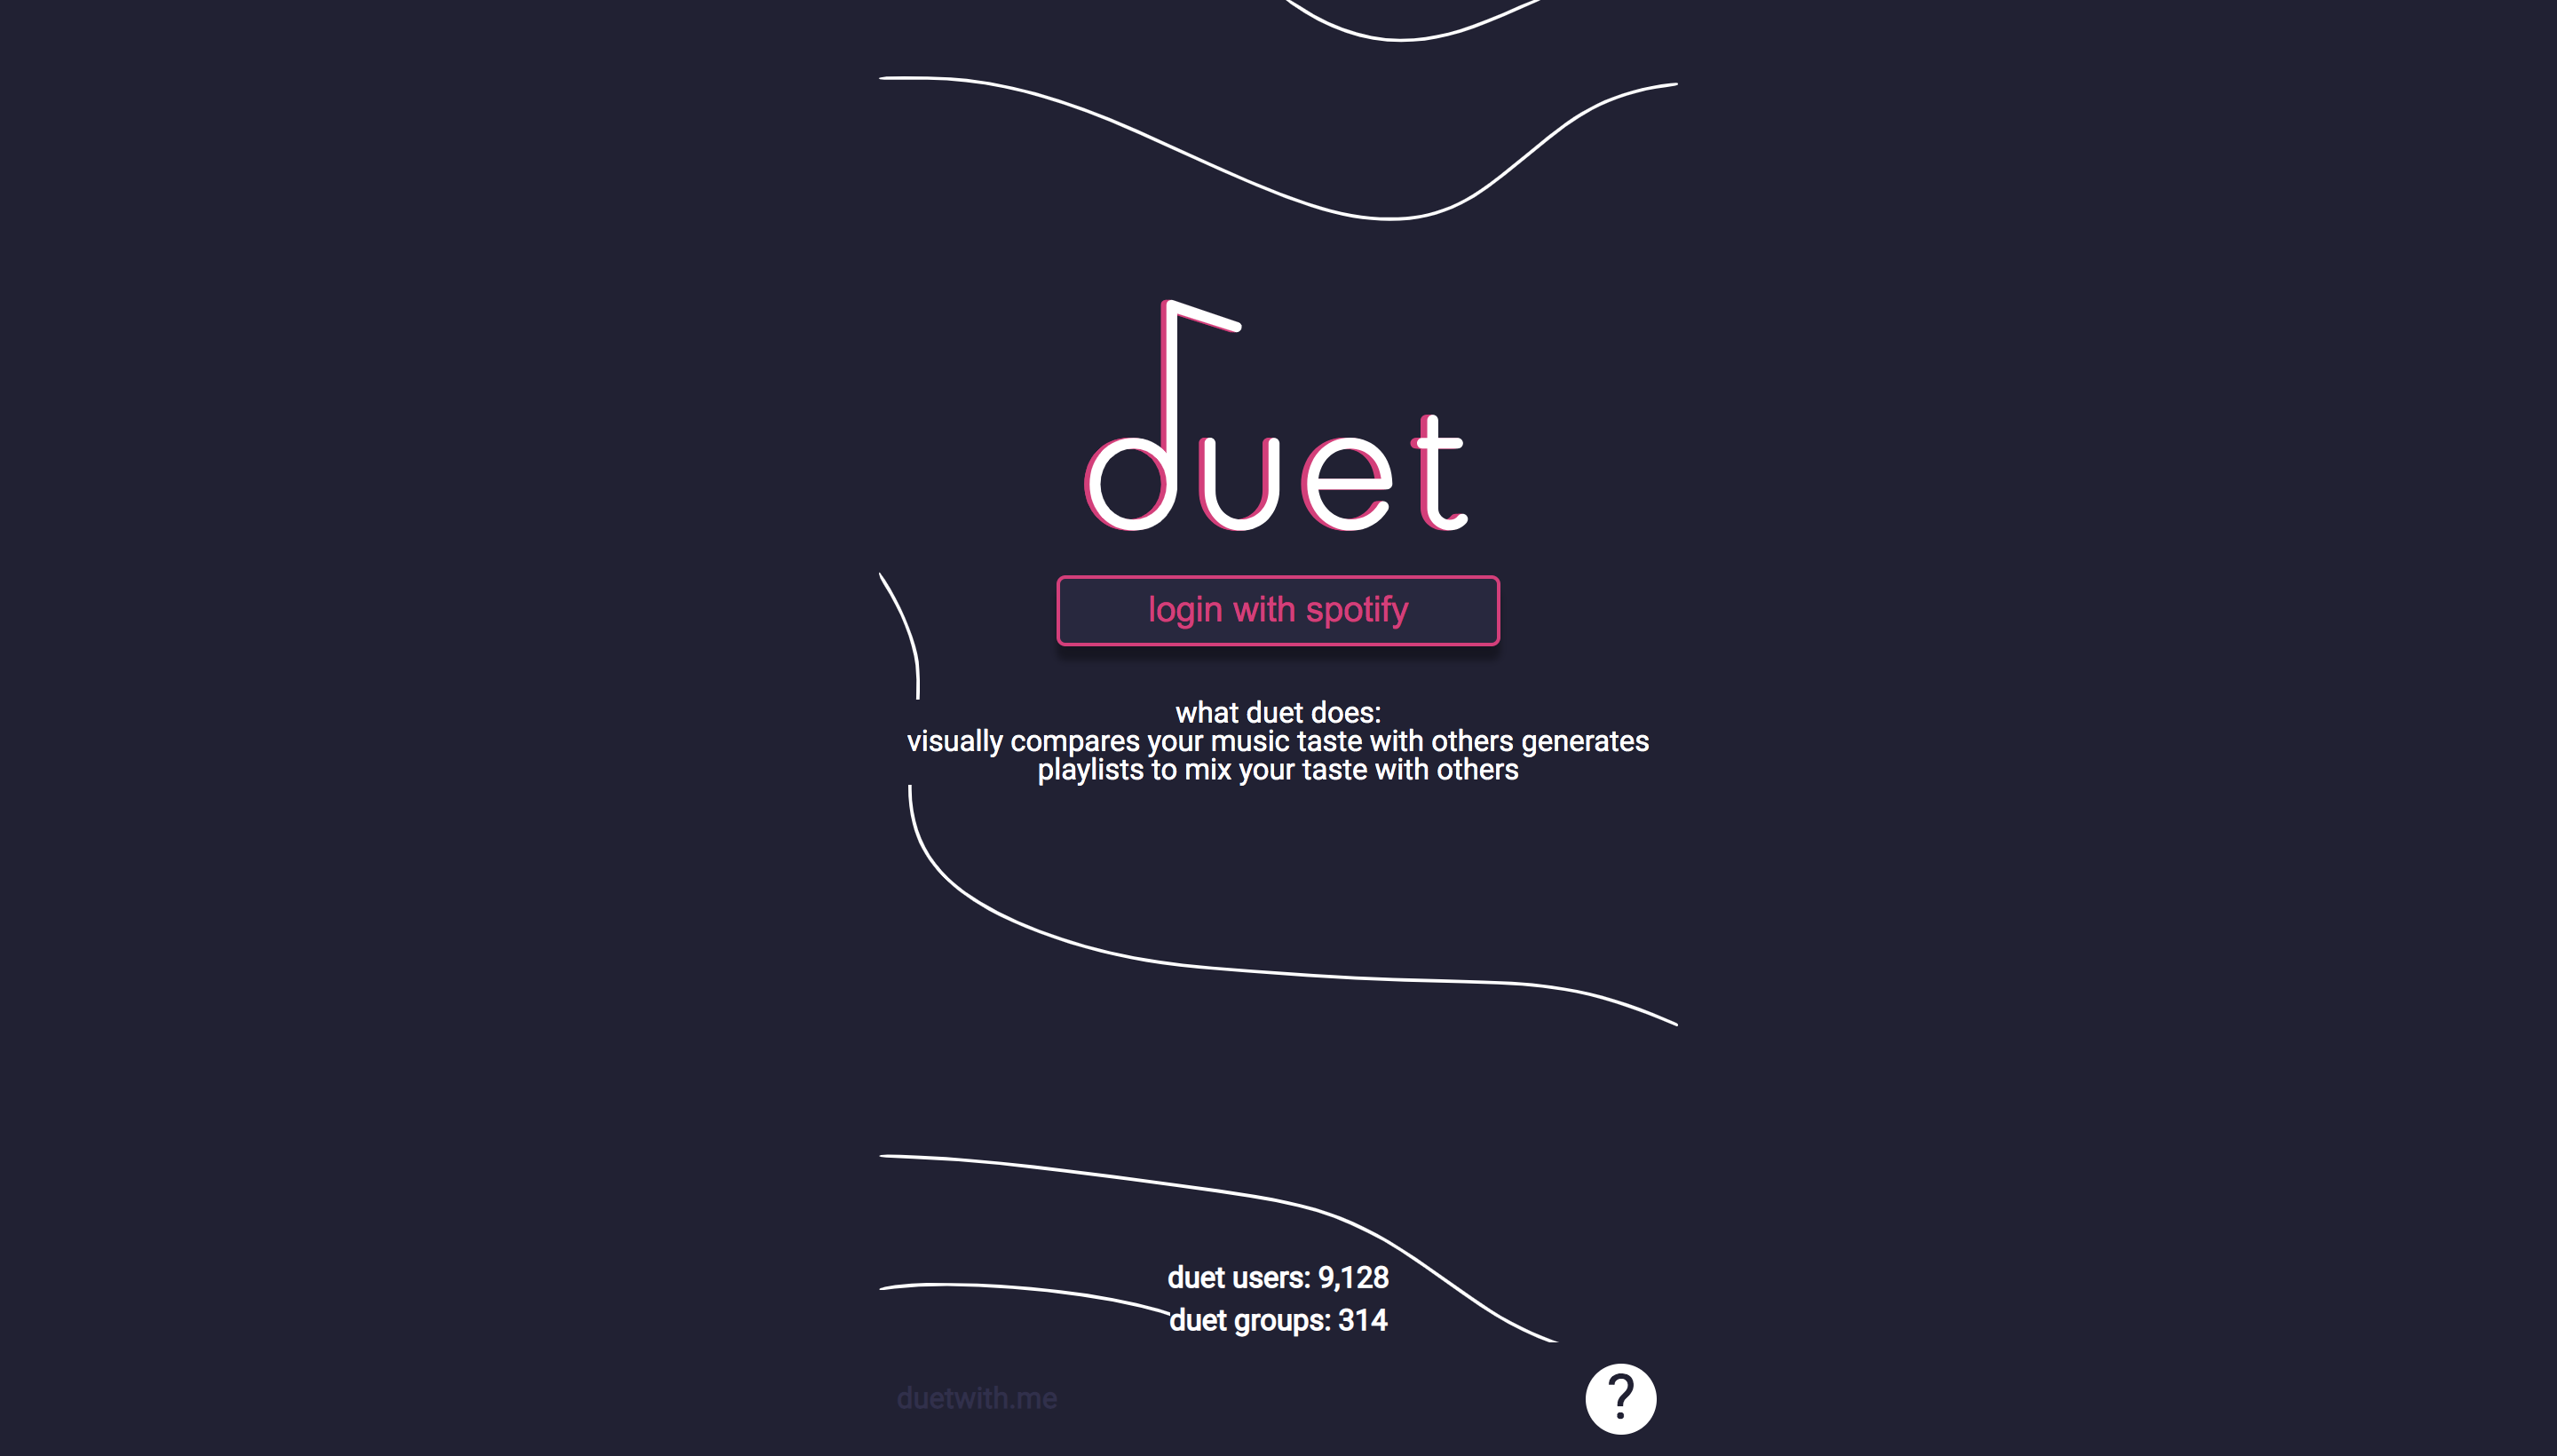 duet
login with spotify
what duet does:
visually compares your music taste with others generates
playlists to mix your taste with others
duet users: 9,128
duet groups: 314
duetwith.me
?